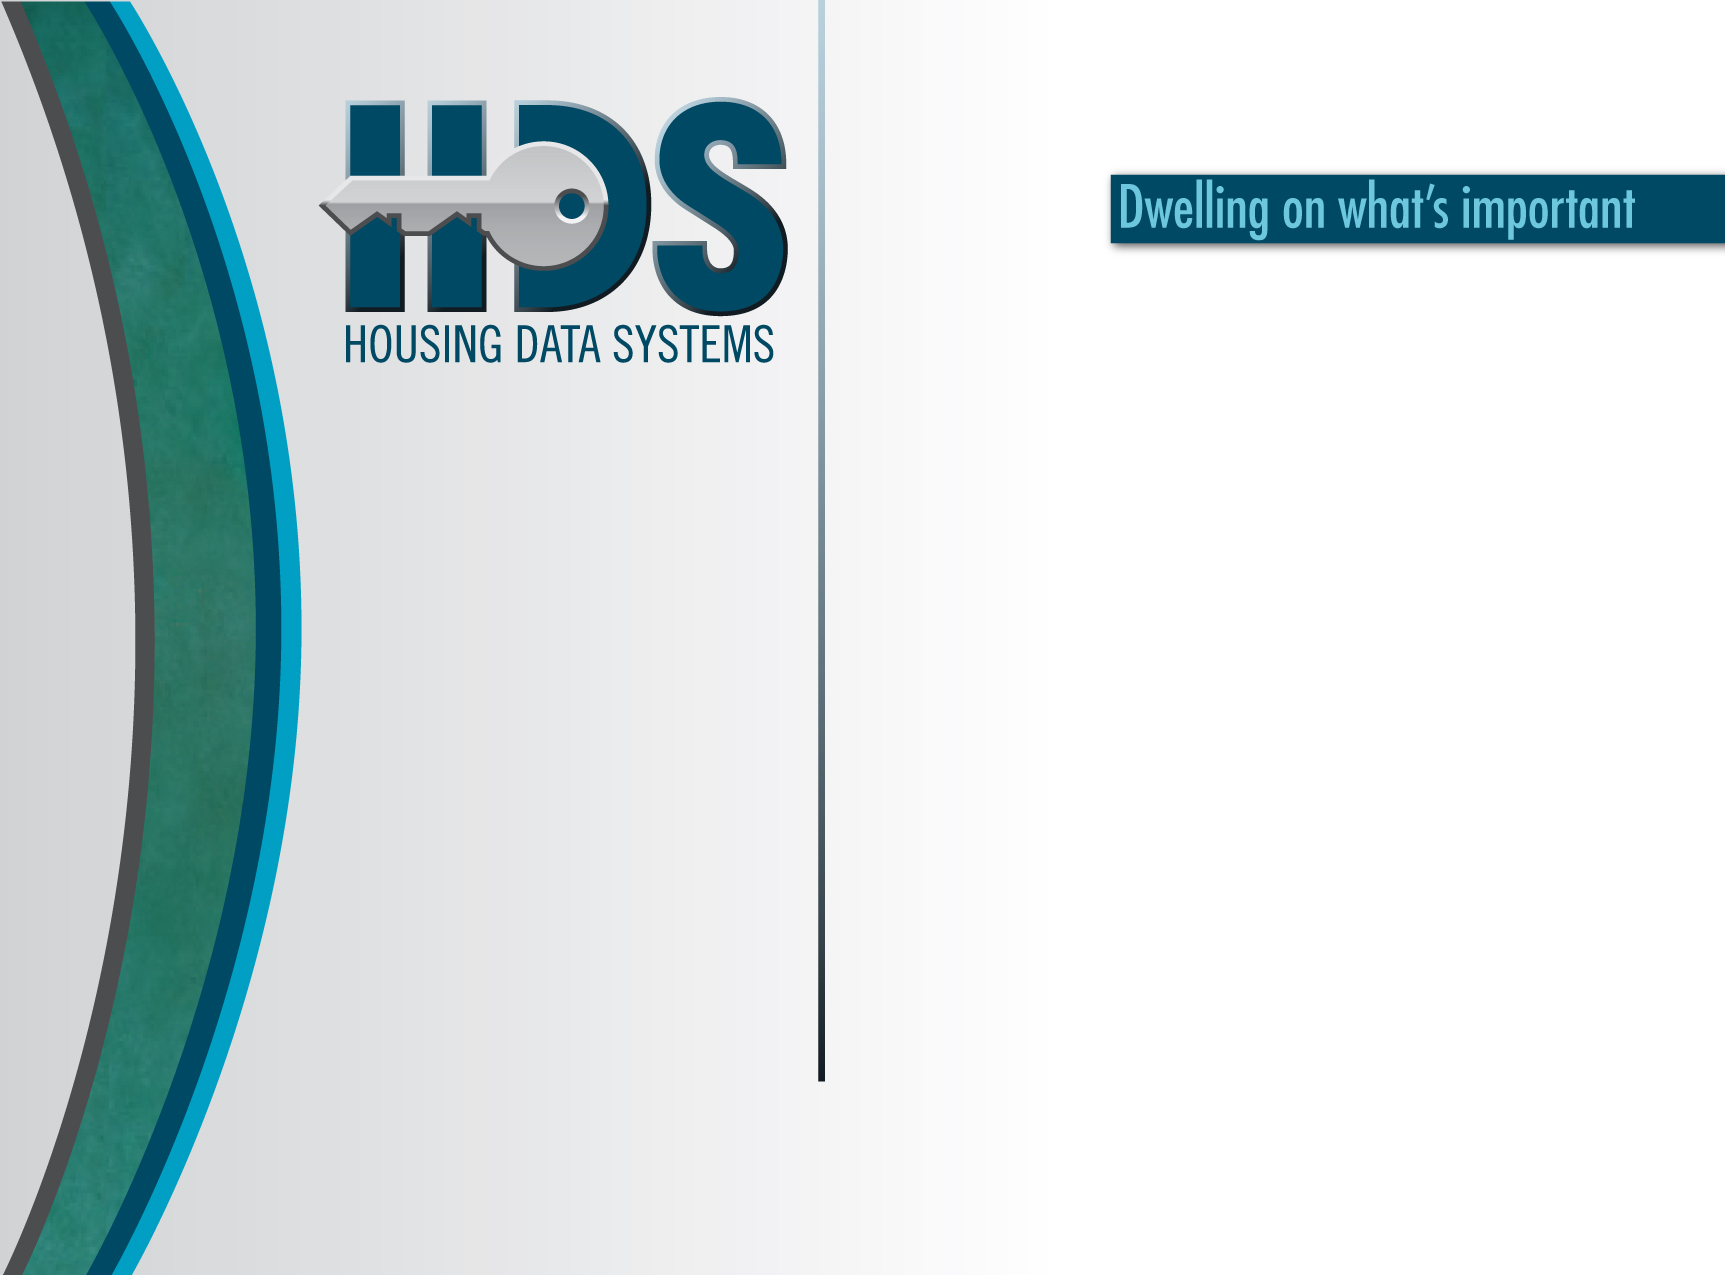 HDS
HOUSING DATA SYSTEMS
Dwelling on what's important